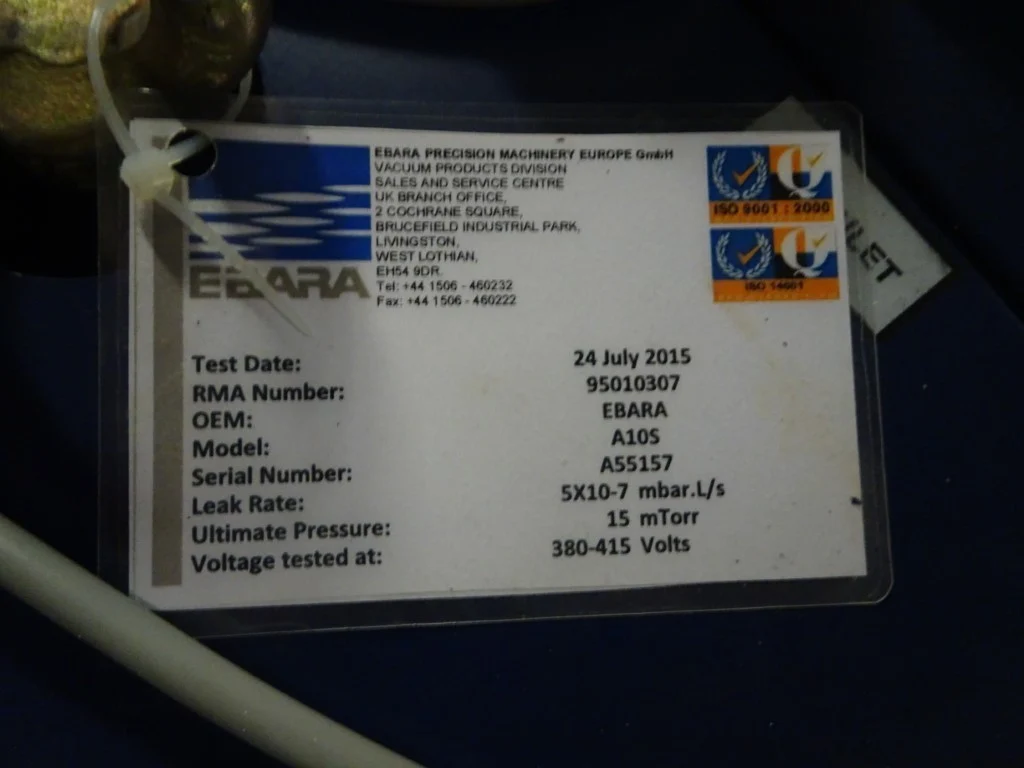 EBARA
EBARA PRECISION MACHINERY EUROPE GmbH
VACUUM PRODUCTS DIVISION
SALES AND SERVICE CENTRE
UK BRANCH OFFICE,
2 COCHRANE SQUARE,
BRUCEFIELD INDUSTRIAL PARK,
LIVINGSTON,
WEST LOTHIAN,
EH54 9DR.
Tel: +44 1506 - 460232
Fax: +44 1506 - 460222
ISO 9001 : 2000
ISO 14001
Test Date: 24 July 2015
RMA Number: 95010307
OEM: EBARA
Model: A10S
Serial Number: A55157
Leak Rate: 5X10-7 mbar.L/s
Ultimate Pressure: 15 mTorr
Voltage tested at: 380-415 Volts